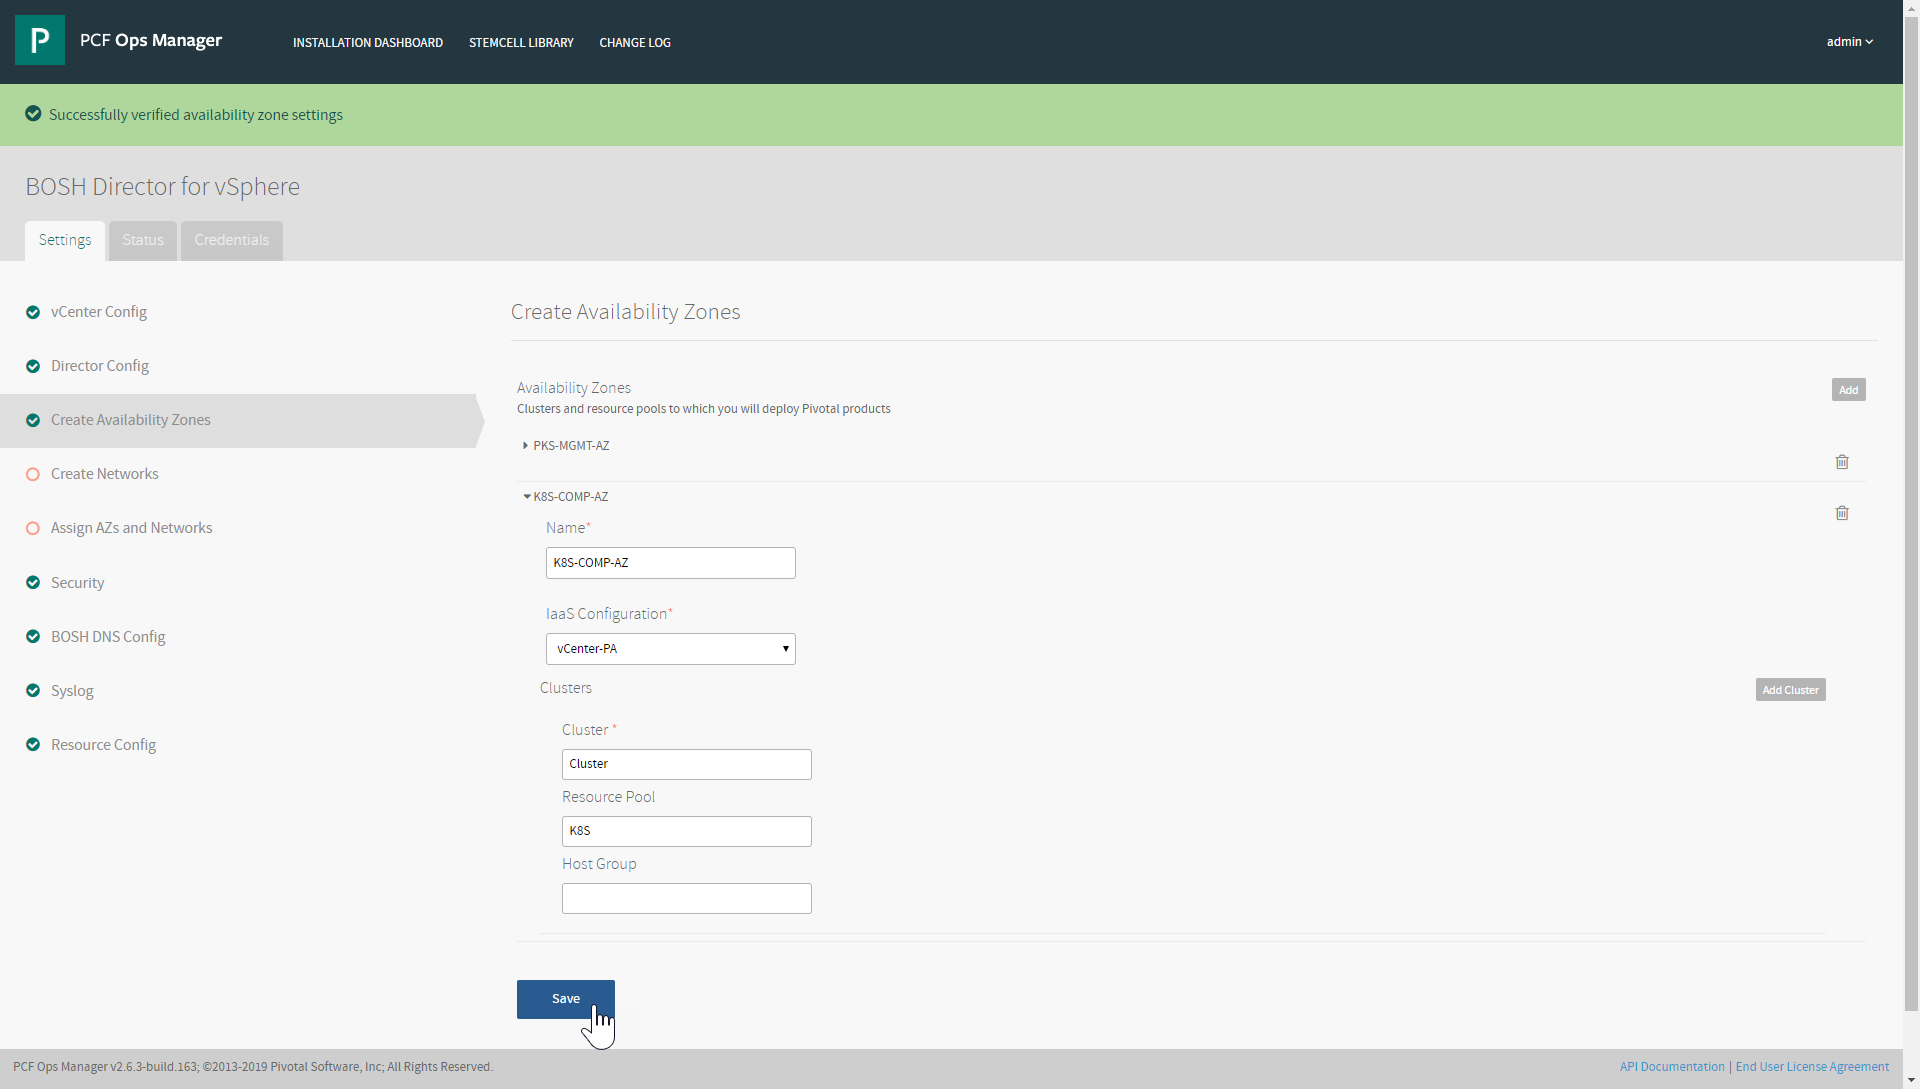 P PCF Ops Manager INSTALLATION DASHBOARD STEMCELL LIBRARY CHANGE LOG admin
Successfully verified availability zone settings
BOSH Director for vSphere
Settings Status Credentials
vCenter Config
Director Config
Create Availability Zones
Create Networks
Assign AZs and Networks
Security
BOSH DNS Config
Syslog
Resource Config
Create Availability Zones
Availability Zones Add
Clusters and resource pools to which you will deploy Pivotal products
PKS-MGMT-AZ
K8S-COMP-AZ
Name*
K8S-COMP-AZ
IaaS Configuration*
vCenter-PA
Clusters Add Cluster
Cluster *
Cluster
Resource Pool
K8S
Host Group
Save
PCF Ops Manager v2.6.3-build.163; ©2013-2019 Pivotal Software, Inc; All Rights Reserved. API Documentation | End User License Agreement